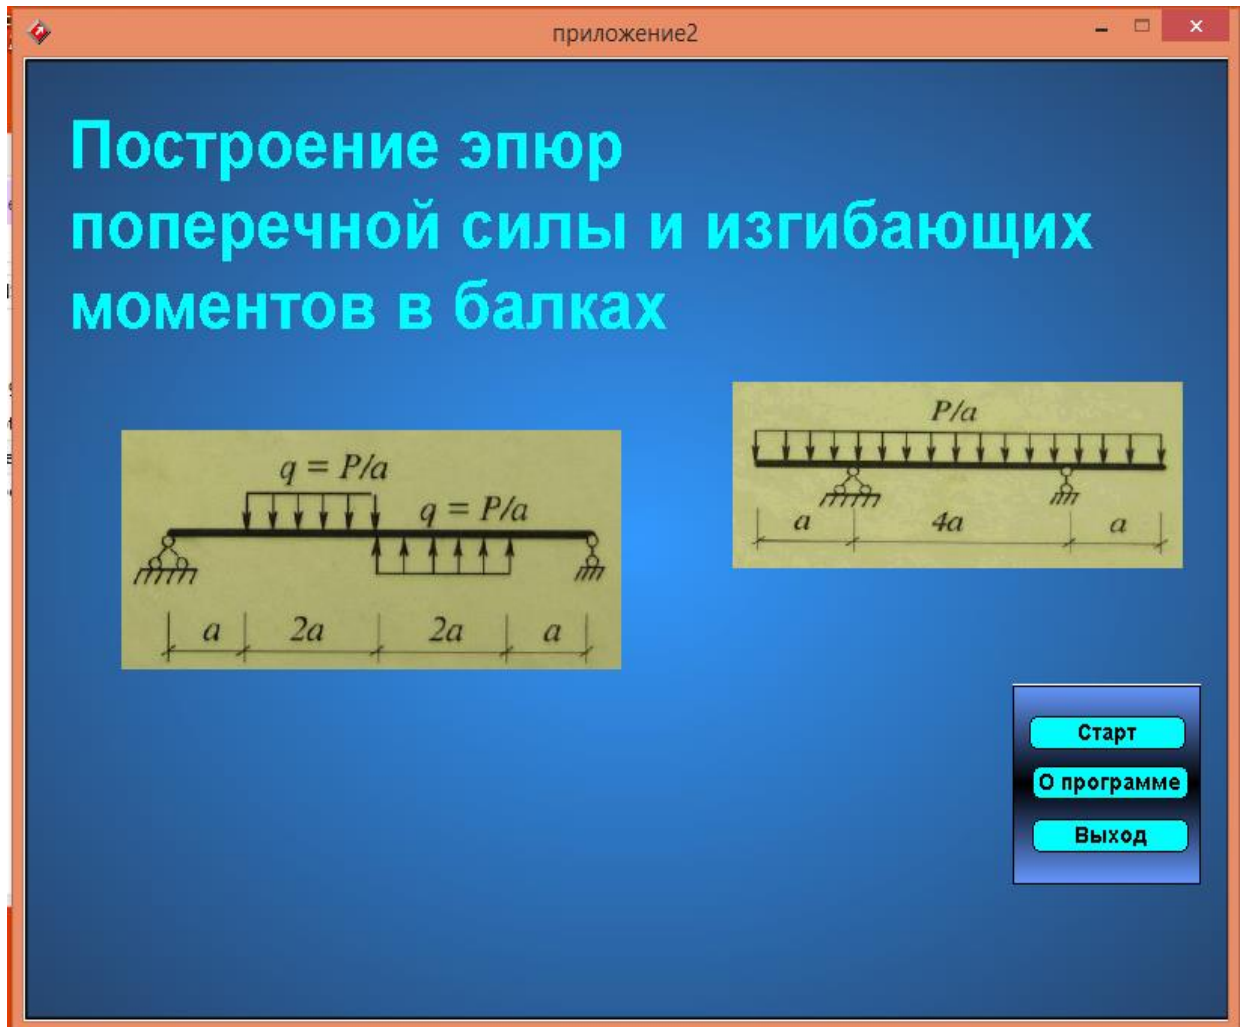 приложение2
Построение эпюр
поперечной силы и изгибающих
моментов в балках
q = P/a
q = P/a
a 2a 2a a
P/a
a 4a a
Старт
О программе
Выход